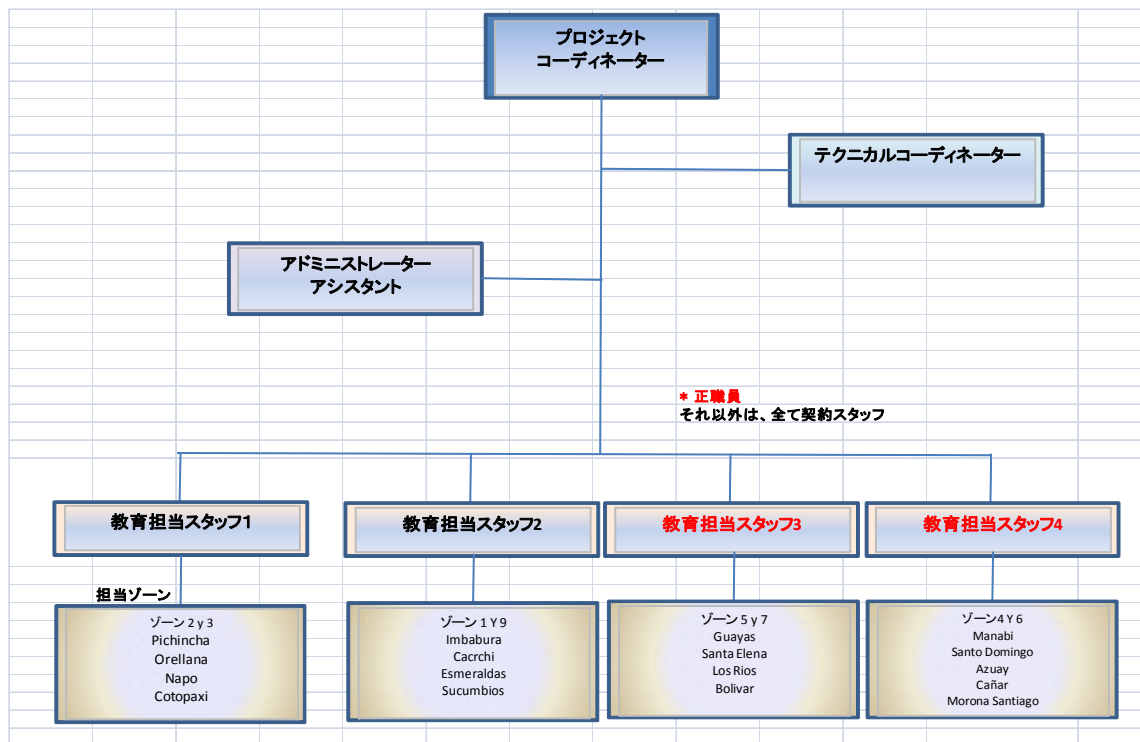 プロジェクト
コーディネーター
テクニカルコーディネーター
アドミニストレーター
アシスタント
* 正職員
それ以外は、全て契約スタッフ
教育担当スタッフ1
教育担当スタッフ2
教育担当スタッフ3
教育担当スタッフ4
担当ゾーン
ゾーン 2 y 3
Pichincha
Orellana
Napo
Cotopaxi
ゾーン 1 Y 9
Imbabura
Cacrchi
Esmeraldas
Sucumbios
ゾーン 5 y 7
Guayas
Santa Elena
Los Rios
Bolivar
ゾーン4 Y 6
Manabi
Santo Domingo
Azuay
Cañar
Morona Santiago